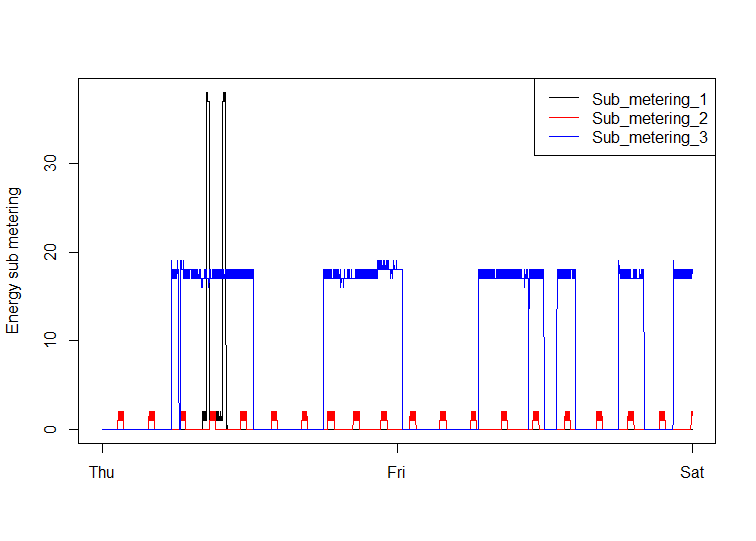 Sub_metering_1
Sub_metering_2
Sub_metering_3
Energy sub metering
30
20
10
0
Thu
Fri
Sat